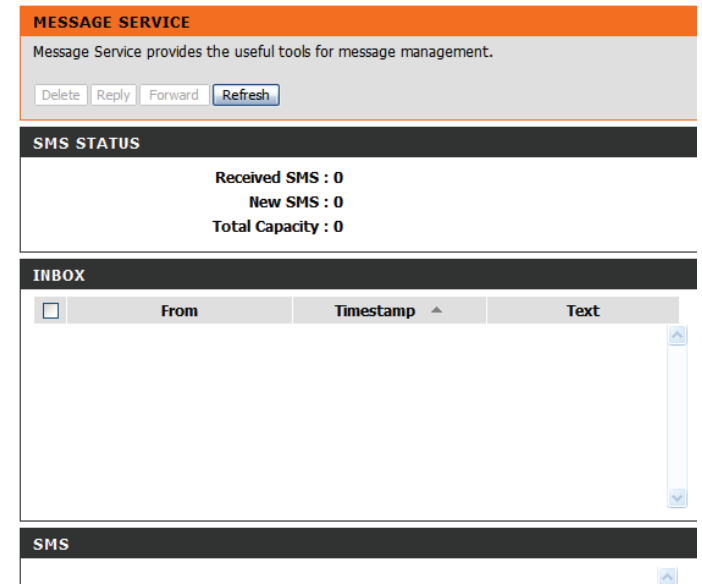 MESSAGE SERVICE
Message Service provides the useful tools for message management.
Delete Reply Forward Refresh
SMS STATUS
Received SMS : 0
New SMS : 0
Total Capacity : 0
INBOX
From Timestamp Text
SMS